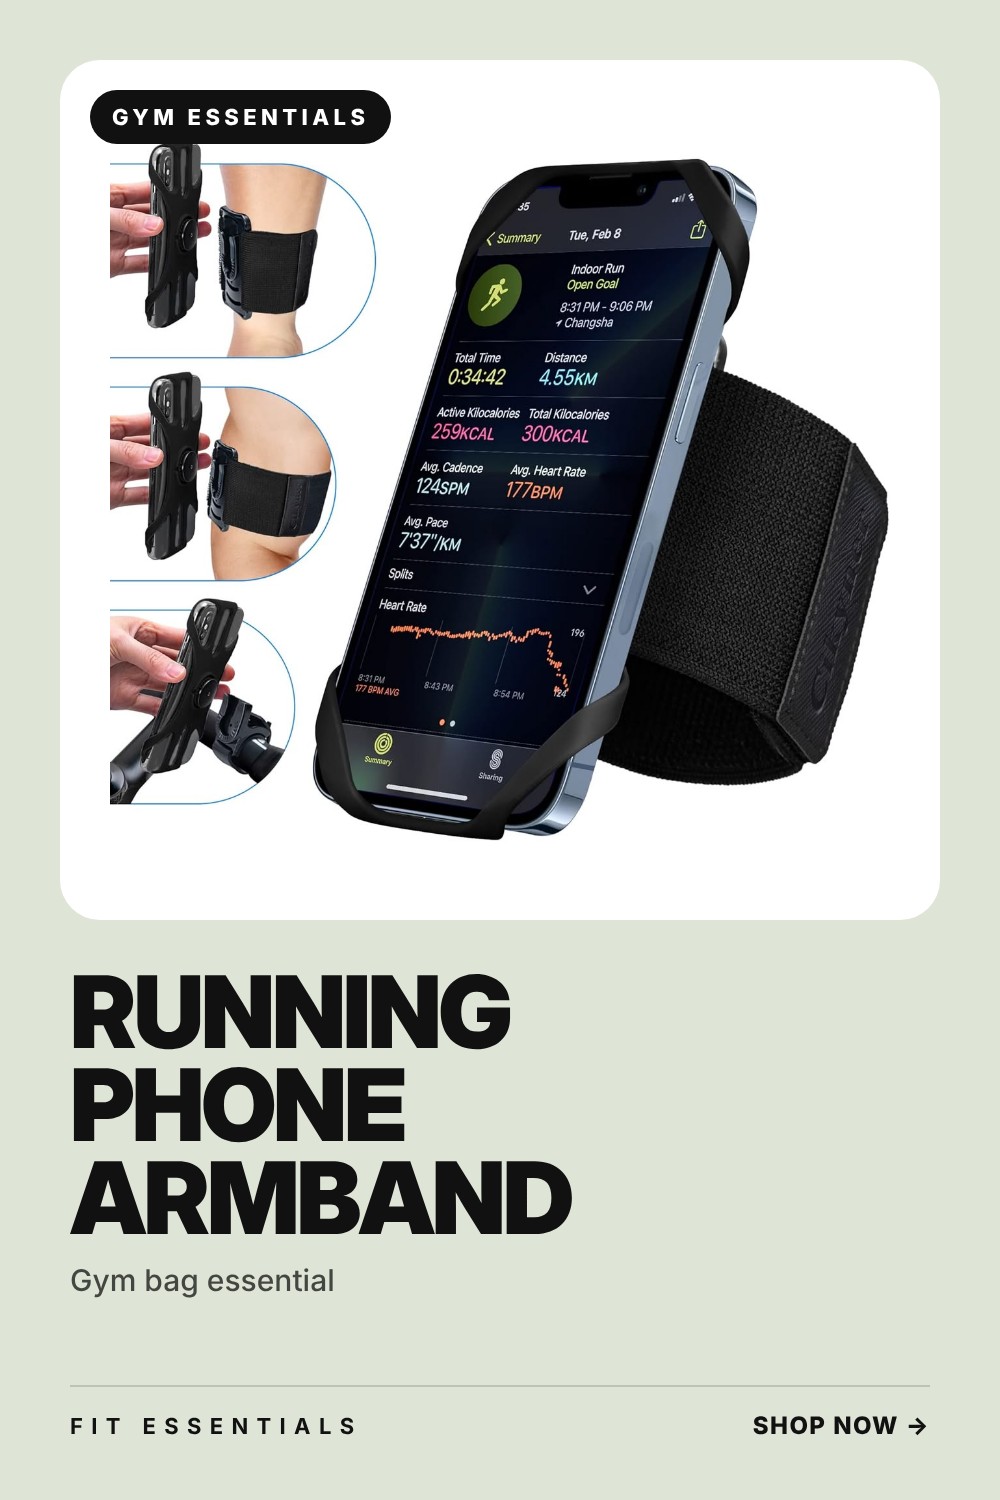 GYM ESSENTIALS
35
Summary
Tue, Feb 8
Indoor Run
Open Goal
8:31 PM - 9:06 PM
Changsha
Total Time Distance
0:34:42 4.55KM
Active Kilocalories Total Kilocalories
259KCAL 300KCAL
Avg. Cadence Avg. Heart Rate
124SPM 177BPM
Avg. Pace
7'37"/KM
Splits
Heart Rate
196
124
8:31 PM 8:43 PM 8:54 PM
177 BPM AVG
Summary Sharing
RUNNING
PHONE
ARMBAND
Gym bag essential
FIT ESSENTIALS
SHOP NOW →